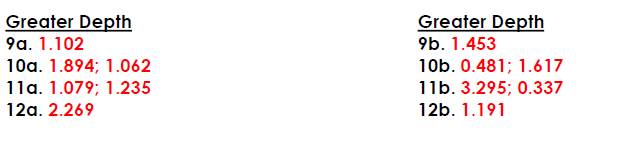 Greater Depth
9a. 1.102
10a. 1.894; 1.062
11a. 1.079; 1.235
12a. 2.269
Greater Depth
9b. 1.453
10b. 0.481; 1.617
11b. 3.295; 0.337
12b. 1.191